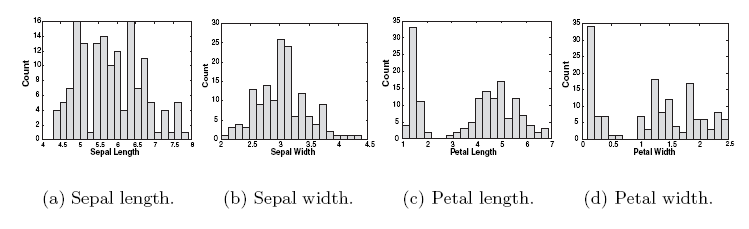 16 14 12 10 8 6 4 2 0
Count
4 4.5 5 5.5 6 6.5 7 7.5 8
Sepal Length
30 25 20 15 10 5 0
Count
2 2.5 3 3.5 4 4.5
Sepal Width
35 30 25 20 15 10 5 0
Count
1 2 3 4 5 6 7
Petal Length
35 30 25 20 15 10 5 0
Count
0 0.5 1 1.5 2 2.5
Petal Width
(a) Sepal length.
(b) Sepal width.
(c) Petal length.
(d) Petal width.